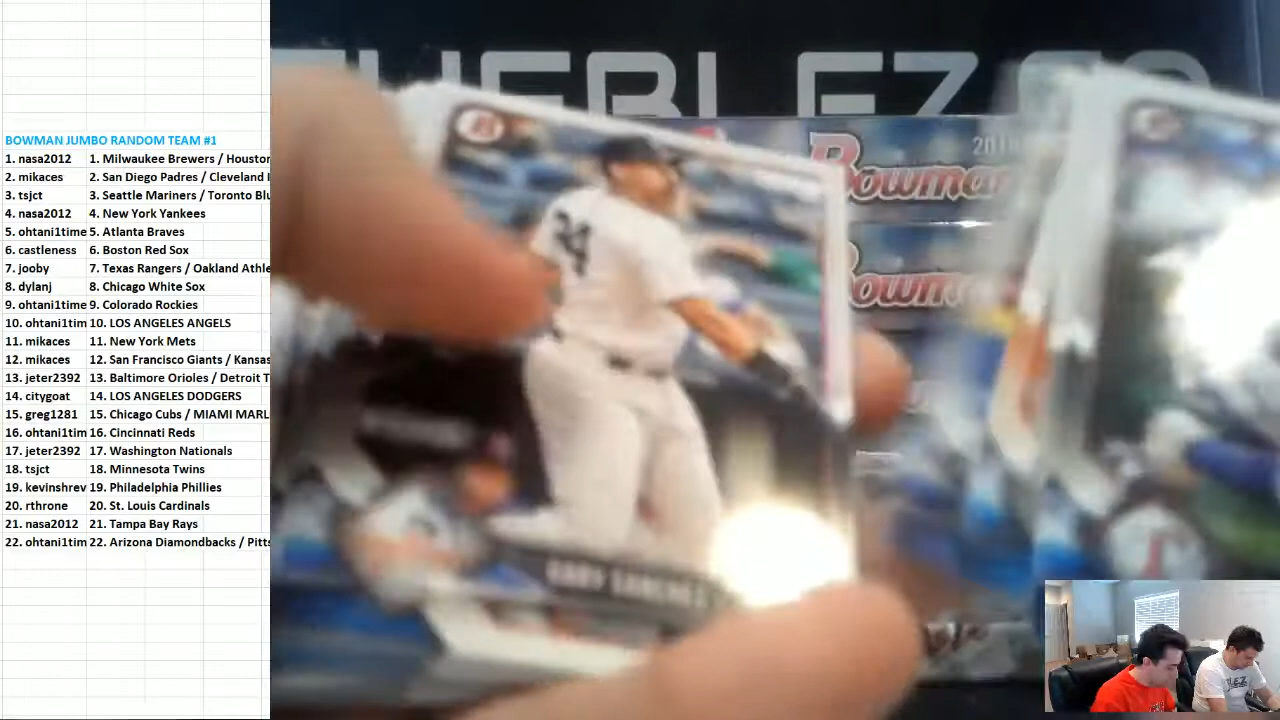 BOWMAN JUMBO RANDOM TEAM #1
1. nasa2012 1. Milwaukee Brewers / Houston
2. mikaces 2. San Diego Padres / Cleveland I
3. tsjct 3. Seattle Mariners / Toronto Blu
4. nasa2012 4. New York Yankees
5. ohtani1time 5. Atlanta Braves
6. castleness 6. Boston Red Sox
7. jooby 7. Texas Rangers / Oakland Athle
8. dylanj 8. Chicago White Sox
9. ohtani1time 9. Colorado Rockies
10. ohtani1tim 10. LOS ANGELES ANGELS
11. mikaces 11. New York Mets
12. mikaces 12. San Francisco Giants / Kansas
13. jeter2392 13. Baltimore Orioles / Detroit T
14. citygoat 14. LOS ANGELES DODGERS
15. greg1281 15. Chicago Cubs / MIAMI MARL
16. ohtani1tim 16. Cincinnati Reds
17. jeter2392 17. Washington Nationals
18. tsjct 18. Minnesota Twins
19. kevinshrev 19. Philadelphia Phillies
20. rthrone 20. St. Louis Cardinals
21. nasa2012 21. Tampa Bay Rays
22. ohtani1tim 22. Arizona Diamondbacks / Pitts
Bowman
Bowm
24
GARY SANCHEZ